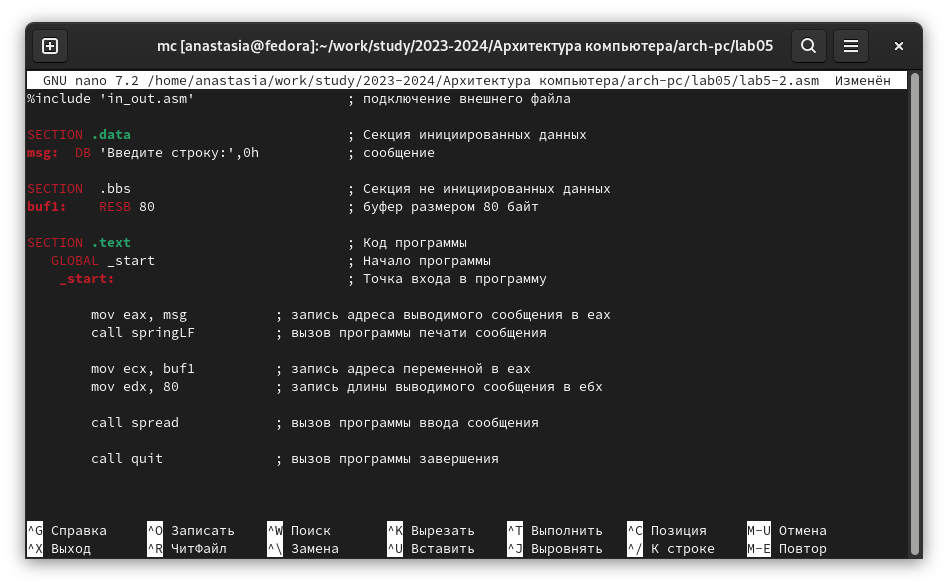 mc [anastasia@fedora]:~/work/study/2023-2024/Архитектура компьютера/arch-pc/lab05
GNU nano 7.2 /home/anastasia/work/study/2023-2024/Архитектура компьютера/arch-pc/lab05/lab5-2.asm Изменён
%include 'in_out.asm' ; подключение внешнего файла
SECTION .data ; Секция инициированных данных
msg: DB 'Введите строку:',0h ; сообщение
SECTION .bbs ; Секция не инициированных данных
buf1: RESB 80 ; буфер размером 80 байт
SECTION .text ; Код программы
GLOBAL _start ; Начало программы
_start: ; Точка входа в программу
mov eax, msg ; запись адреса выводимого сообщения в eax
call springLF ; вызов программы печати сообщения
mov ecx, buf1 ; запись адреса переменной в eax
mov edx, 80 ; запись длины выводимого сообщения в ебх
call spread ; вызов программы ввода сообщения
call quit ; вызов программы завершения
^G Справка ^O Записать ^W Поиск ^K Вырезать ^T Выполнить ^C Позиция M-U Отмена
^X Выход ^R ЧитФайл ^\ Замена ^U Вставить ^J Выровнять ^/ К строке M-E Повтор